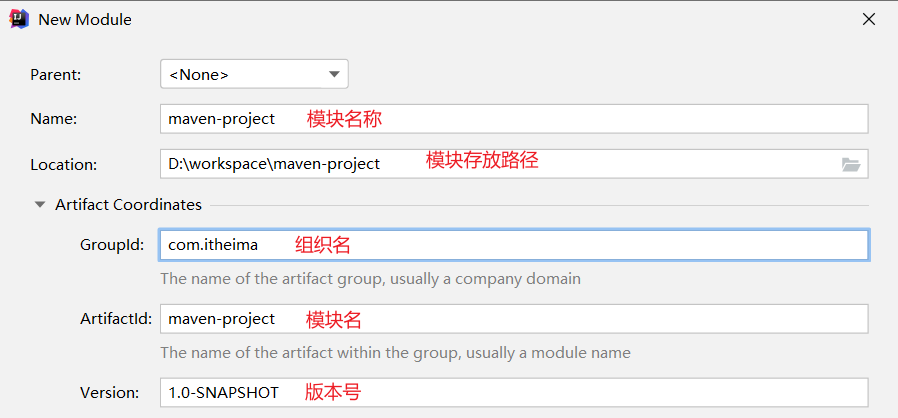 New Module
Parent: <None>
Name: maven-project 模块名称
Location: D:\workspace\maven-project 模块存放路径
Artifact Coordinates
GroupId: com.itheima 组织名
The name of the artifact group, usually a company domain
ArtifactId: maven-project 模块名
The name of the artifact within the group, usually a module name
Version: 1.0-SNAPSHOT 版本号